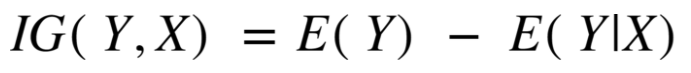 IG( Y, X) = E( Y) − E( Y|X)